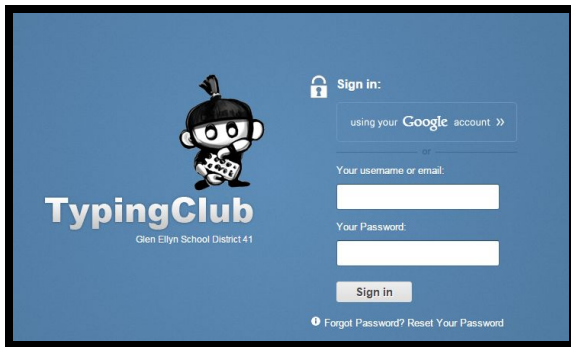 Sign in:
using your Google account »
or
Your username or email:
TypingClub
Glen Ellyn School District 41
Your Password:
Sign in
Forgot Password? Reset Your Password